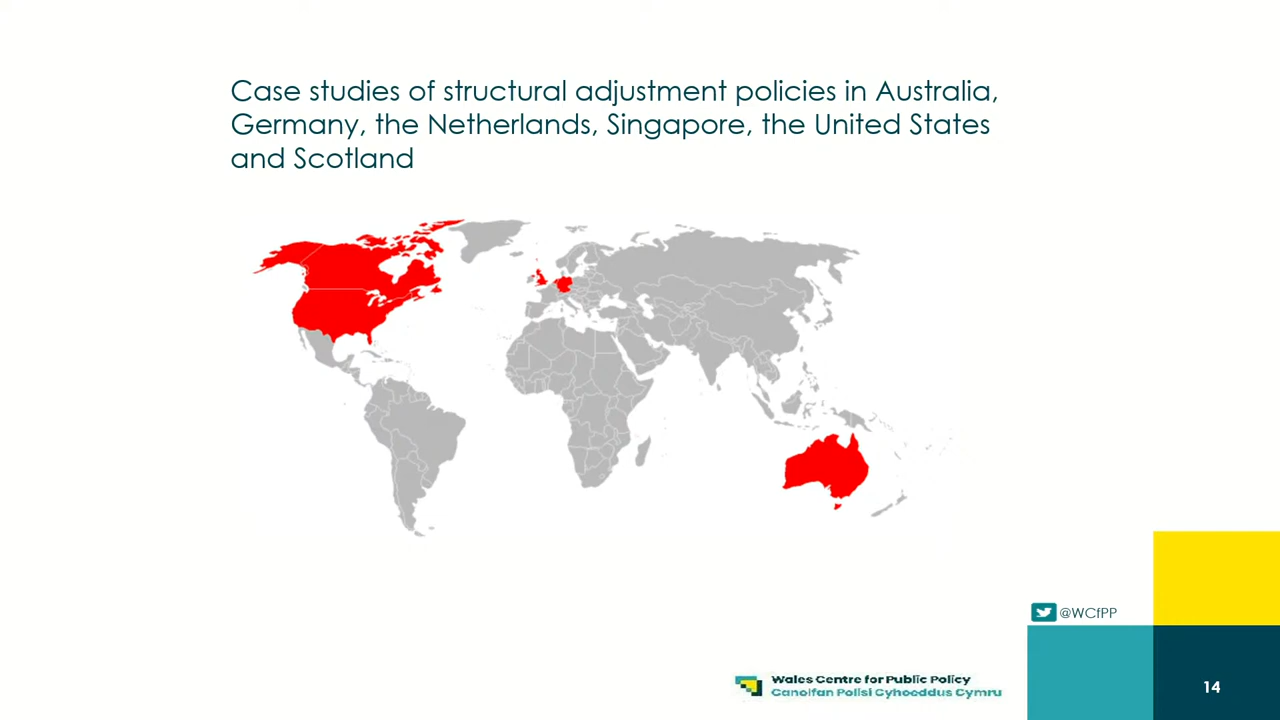 Case studies of structural adjustment policies in Australia,
Germany, the Netherlands, Singapore, the United States
and Scotland
@WCfPP
Wales Centre for Public Policy
Canolfan Polisi Cyhoeddus Cymru
14